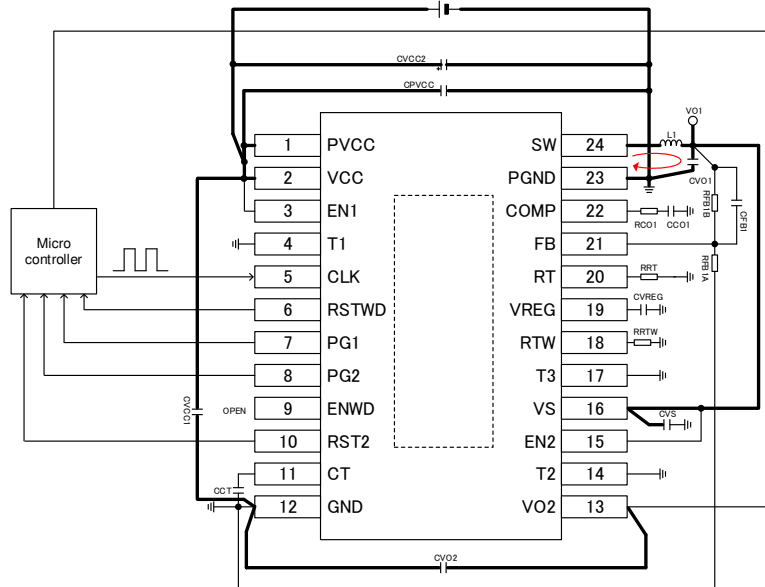 CVCC2
CPVCC
VO1
L1
1 PVCC SW 24
2 VCC PGND 23
CVO1
3 EN1 COMP 22
RCO1 CCO1
RFB1B
CFB1
Micro
controller
4 T1 FB 21
5 CLK RT 20
RRT
RFB1A
6 RSTWD VREG 19
CVREG
7 PG1 RTW 18
RRTW
8 PG2 T3 17
CVCC1
OPEN
9 ENWD VS 16
CVS
10 RST2 EN2 15
11 CT T2 14
CCT
12 GND VO2 13
CVO2